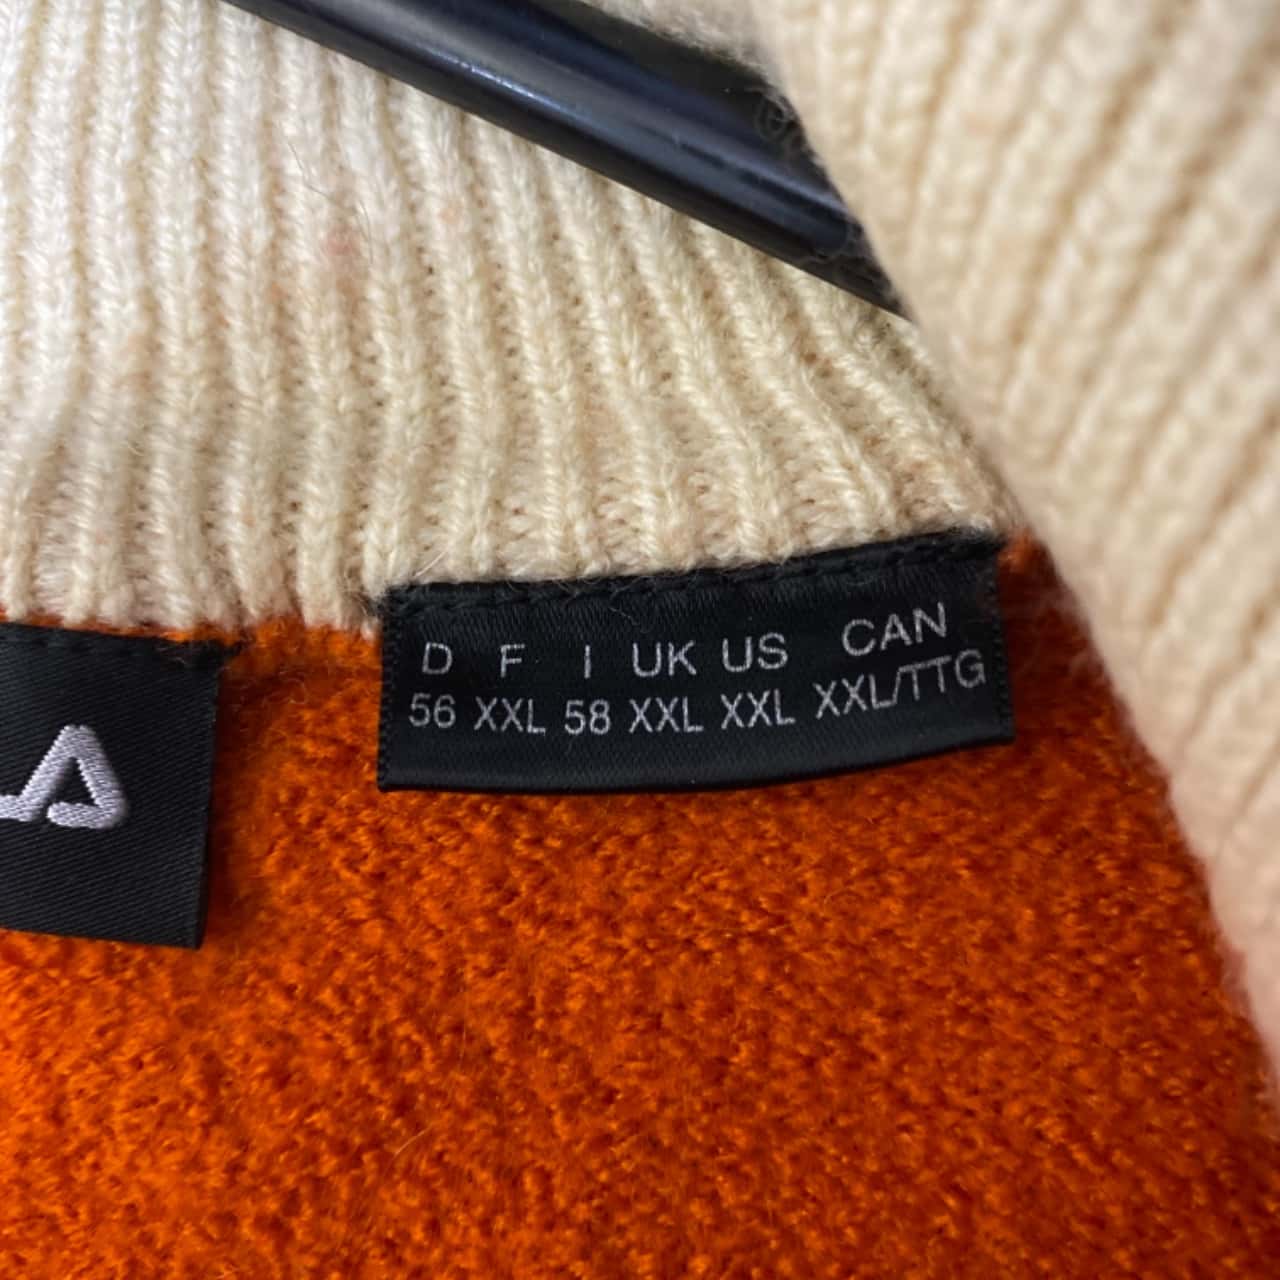 D F I UK US CAN
56 XXL 58 XXL XXL XXL/TTG